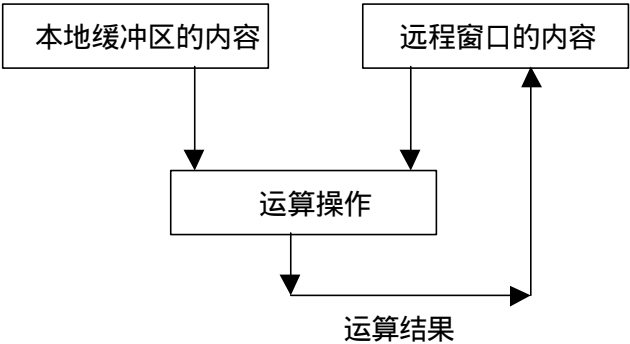 本地缓冲区的内容
远程窗口的内容
运算操作
运算结果